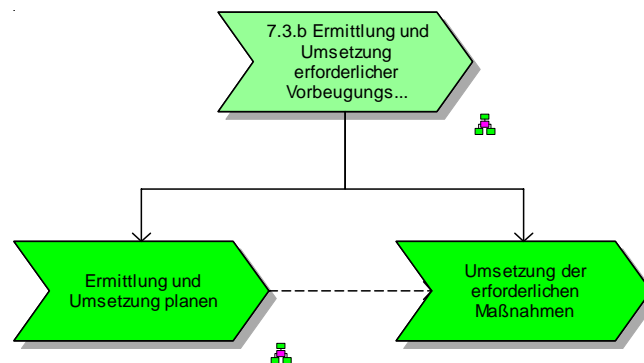 7.3.b Ermittlung und
Umsetzung
erforderlicher
Vorbeugungs...
Ermittlung und
Umsetzung planen
Umsetzung der
erforderlichen
Maßnahmen